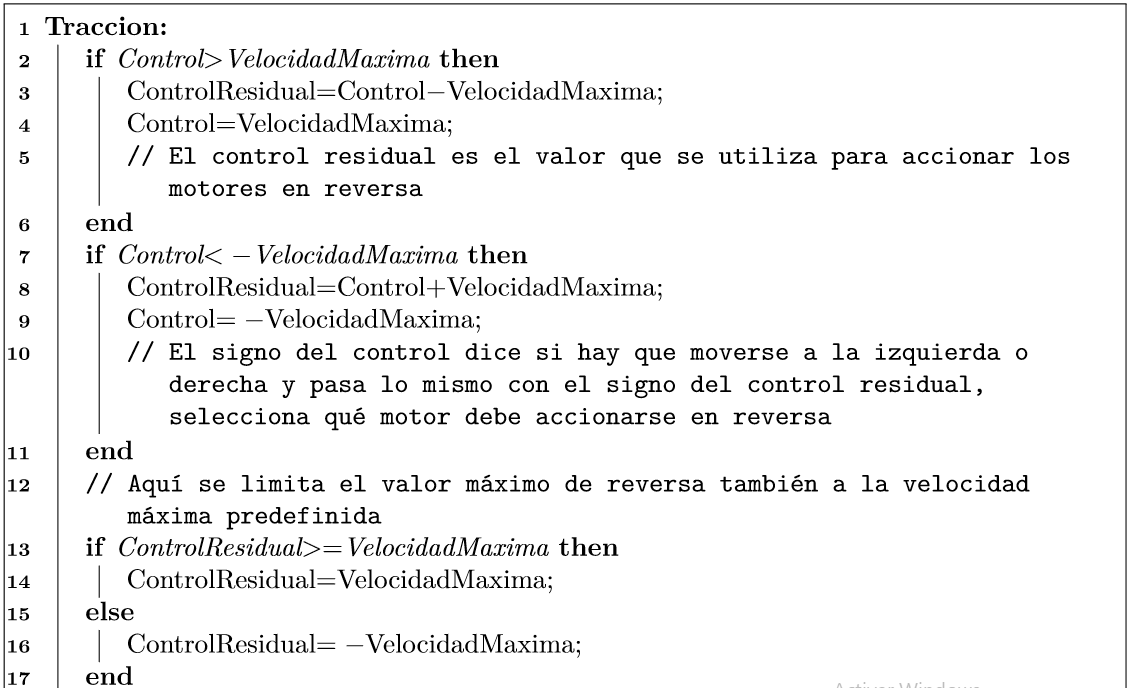 1 Traccion:
2 if Control>VelocidadMaxima then
3 ControlResidual=Control−VelocidadMaxima;
4 Control=VelocidadMaxima;
5 // El control residual es el valor que se utiliza para accionar los
motores en reversa
6 end
7 if Control< −VelocidadMaxima then
8 ControlResidual=Control+VelocidadMaxima;
9 Control= −VelocidadMaxima;
10 // El signo del control dice si hay que moverse a la izquierda o
derecha y pasa lo mismo con el signo del control residual,
selecciona qué motor debe accionarse en reversa
11 end
12 // Aquí se limita el valor máximo de reversa también a la velocidad
máxima predefinida
13 if ControlResidual>=VelocidadMaxima then
14 ControlResidual=VelocidadMaxima;
15 else
16 ControlResidual= −VelocidadMaxima;
17 end
Activar Windows